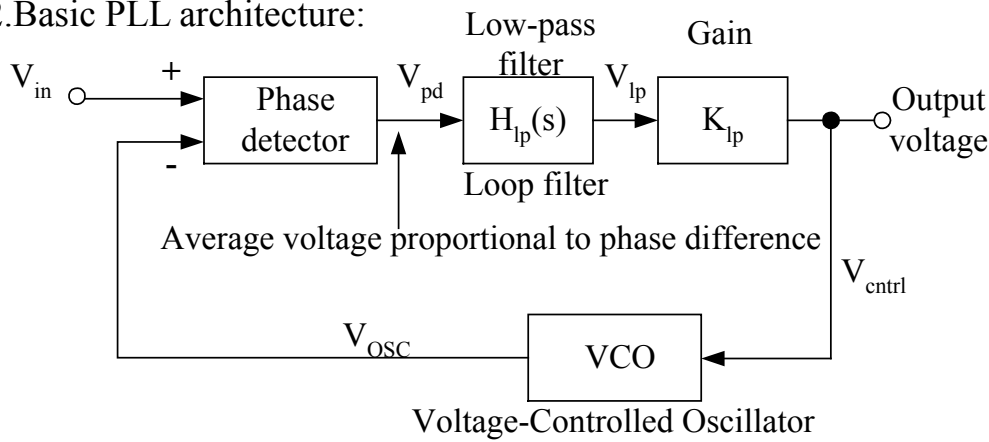 2.Basic PLL architecture:
Low-pass
filter
Gain
V_in
+
-
Phase
detector
V_pd
H_lp(s)
V_lp
K_lp
Output
voltage
Loop filter
Average voltage proportional to phase difference
V_cntrl
V_OSC
VCO
Voltage-Controlled Oscillator